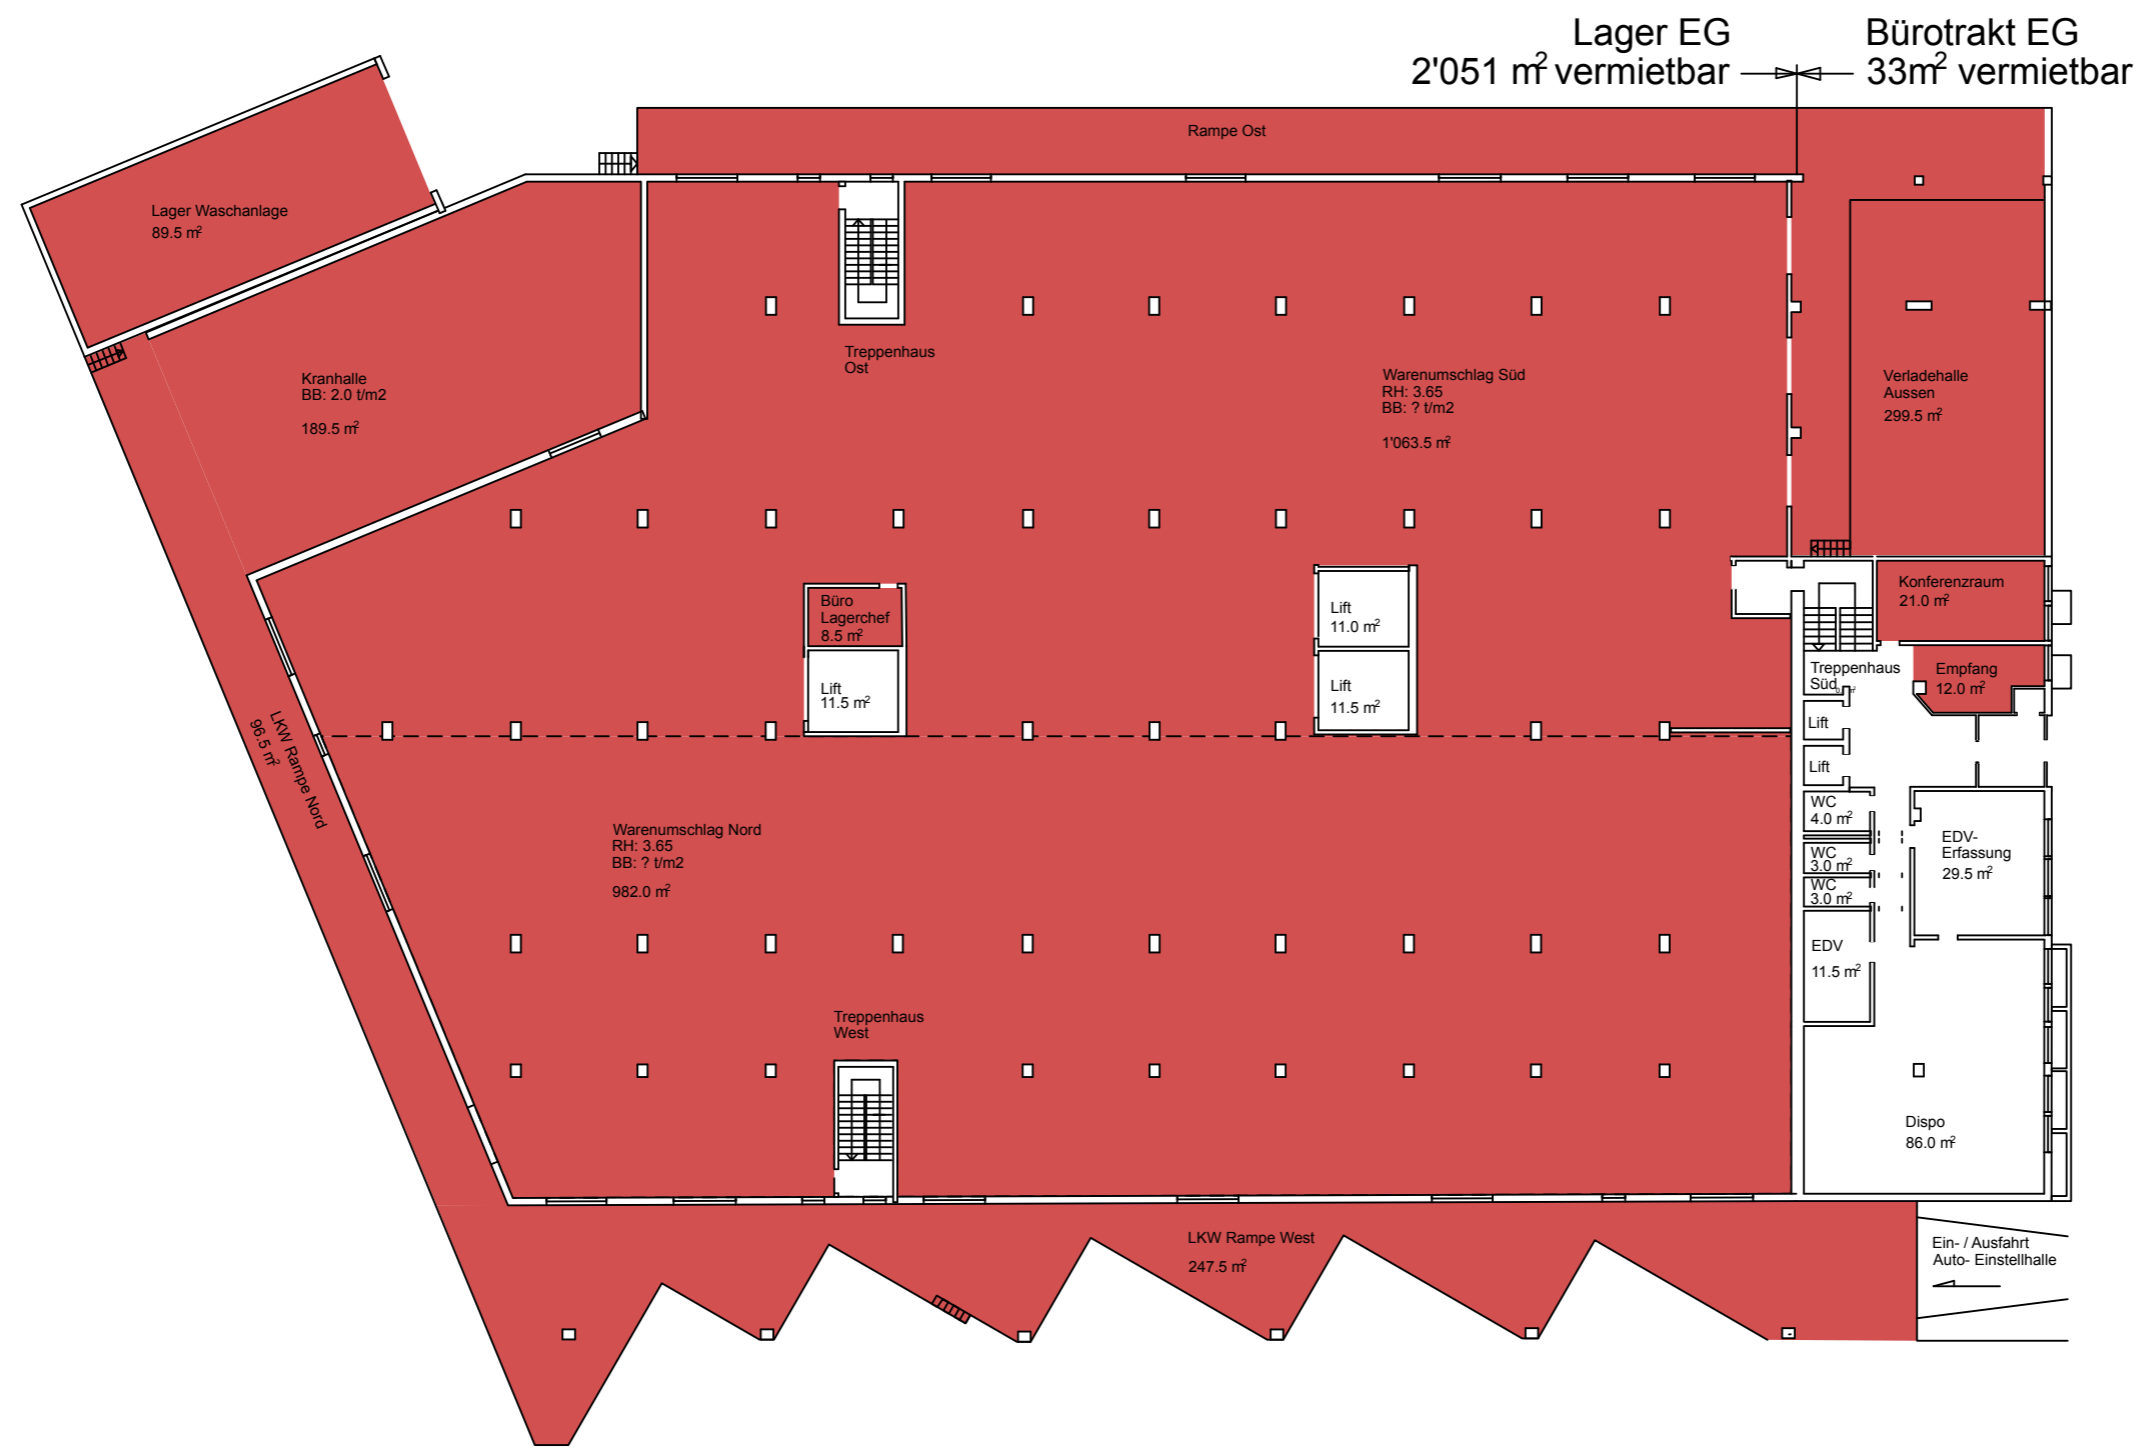 Lager EG
2'051 m² vermietbar
Bürotrakt EG
33m² vermietbar
Rampe Ost
Lager Waschanlage
89.5 m²
Kranhalle
BB: 2.0 t/m2
189.5 m²
Treppenhaus
Ost
Warenumschlag Süd
RH: 3.65
BB: ? t/m2
1'063.5 m²
Verladehalle
Aussen
299.5 m²
Büro
Lagerchef
8.5 m²
Lift
11.5 m²
Lift
11.0 m²
Lift
11.5 m²
Konferenzraum
21.0 m²
Treppenhaus
Süd
Empfang
12.0 m²
Lift
Lift
LKW Rampe Nord
96.5 m²
Warenumschlag Nord
RH: 3.65
BB: ? t/m2
982.0 m²
WC
4.0 m²
WC
3.0 m²
WC
3.0 m²
EDV-
Erfassung
29.5 m²
EDV
11.5 m²
Treppenhaus
West
Dispo
86.0 m²
LKW Rampe West
247.5 m²
Ein- / Ausfahrt
Auto- Einstellhalle